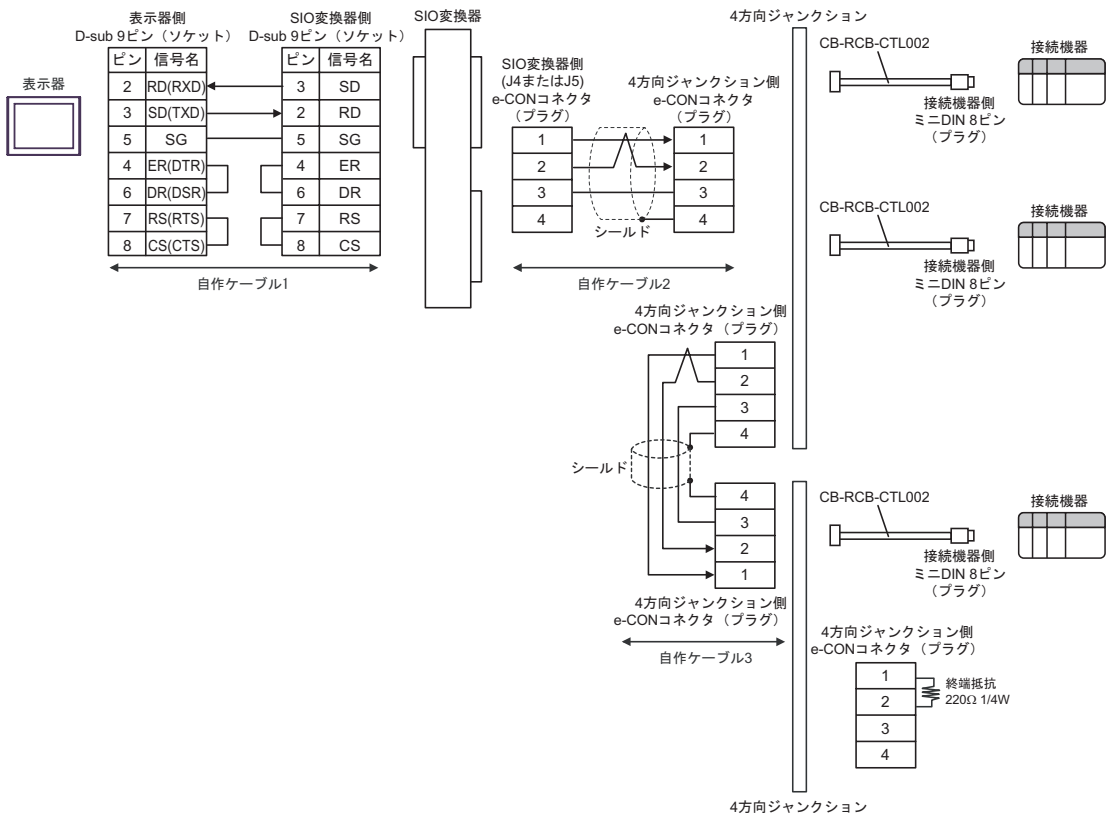 表示器
表示器側
D-sub 9ピン（ソケット）
ピン 信号名
2 RD(RXD)
3 SD(TXD)
5 SG
4 ER(DTR)
6 DR(DSR)
7 RS(RTS)
8 CS(CTS)
SIO変換器側
D-sub 9ピン（ソケット）
ピン 信号名
3 SD
2 RD
5 SG
4 ER
6 DR
7 RS
8 CS
自作ケーブル1
SIO変換器
SIO変換器側
(J4またはJ5)
e-CONコネクタ
（プラグ）
1
2
3
4
シールド
4方向ジャンクション側
e-CONコネクタ
（プラグ）
1
2
3
4
自作ケーブル2
4方向ジャンクション
CB-RCB-CTL002
接続機器側
ミニDIN 8ピン
（プラグ）
接続機器
CB-RCB-CTL002
接続機器側
ミニDIN 8ピン
（プラグ）
接続機器
4方向ジャンクション側
e-CONコネクタ（プラグ）
1
2
3
4
シールド
4
3
2
1
4方向ジャンクション側
e-CONコネクタ（プラグ）
自作ケーブル3
CB-RCB-CTL002
接続機器側
ミニDIN 8ピン
（プラグ）
接続機器
4方向ジャンクション側
e-CONコネクタ（プラグ）
1
2
3
4
終端抵抗
220Ω 1/4W
4方向ジャンクション